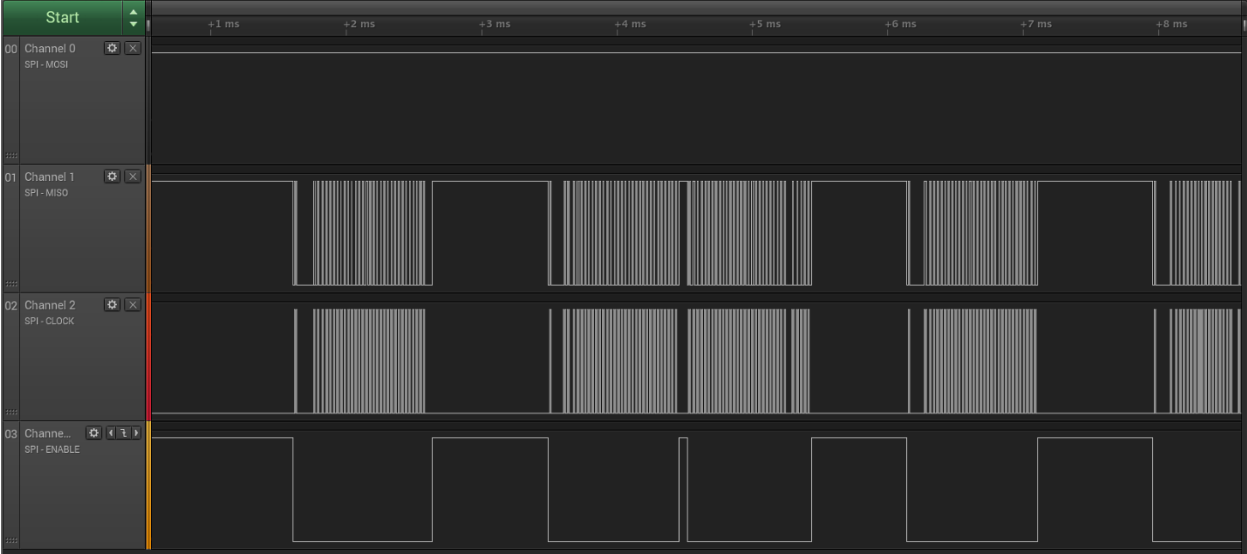 Start
+1 ms +2 ms +3 ms +4 ms +5 ms +6 ms +7 ms +8 ms
00 Channel 0
SPI - MOSI
01 Channel 1
SPI - MISO
02 Channel 2
SPI - CLOCK
03 Channe...
SPI - ENABLE